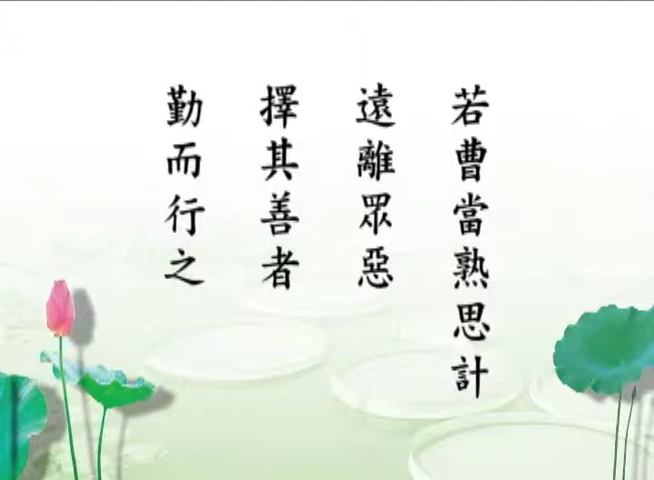 若曹當熟思計
遠離眾惡
擇其善者
勤而行之